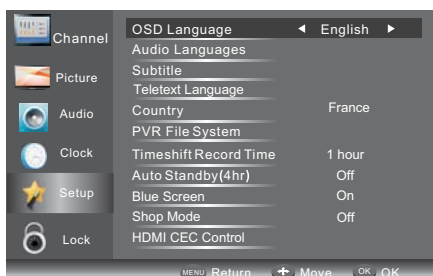 Channel
Picture
Audio
Clock
Setup
Lock
OSD Language English
Audio Languages
Subtitle
Teletext Language
Country France
PVR File System
Timeshift Record Time 1 hour
Auto Standby(4hr) Off
Blue Screen On
Shop Mode Off
HDMI CEC Control
MENU Return Move OK OK